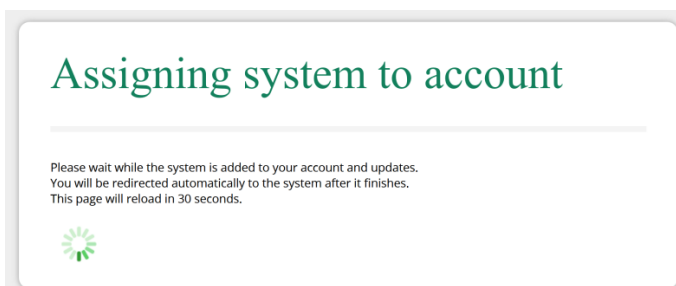 Assigning system to account
Please wait while the system is added to your account and updates.
You will be redirected automatically to the system after it finishes.
This page will reload in 30 seconds.